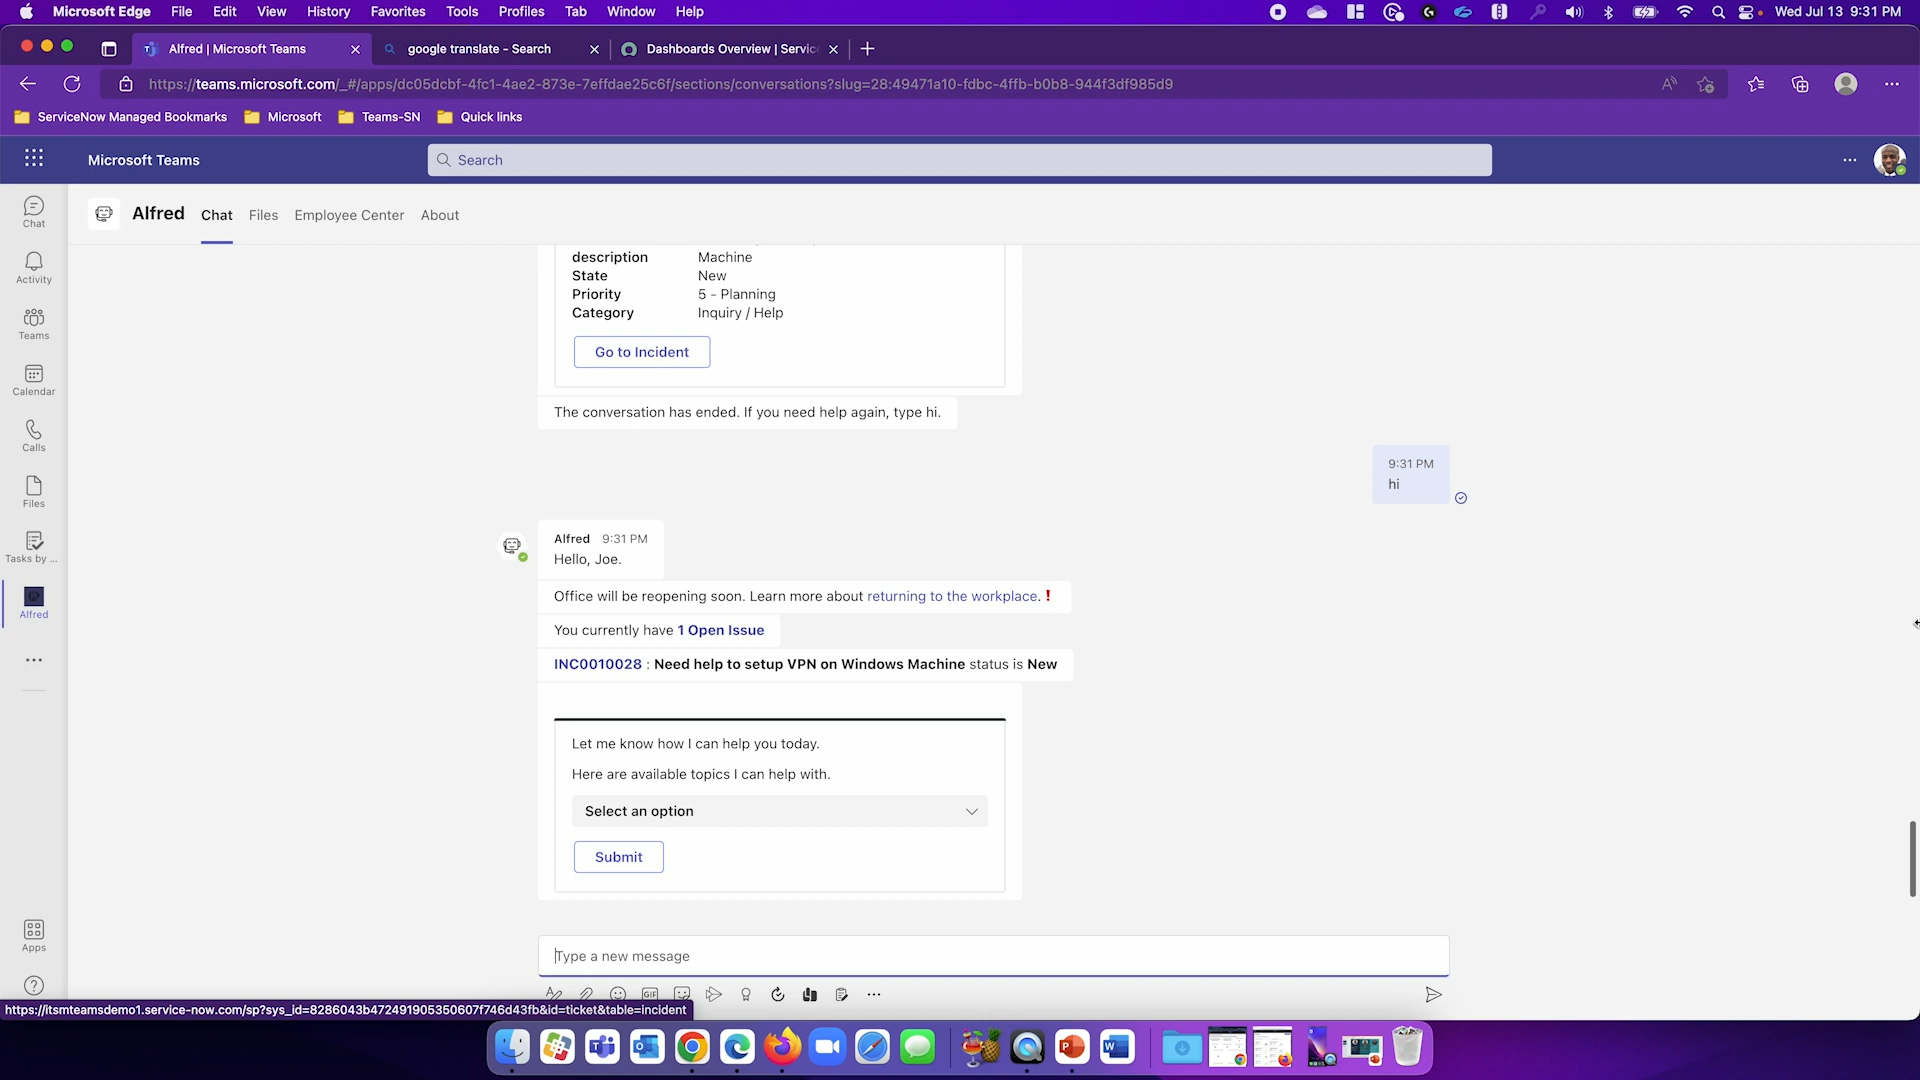 Microsoft Edge File Edit View History Favorites Tools Profiles Tab Window Help Wed Jul 13 9:31 PM
Alfred | Microsoft Teams google translate - Search Dashboards Overview | Servic
https://teams.microsoft.com/_#/apps/dc05dcbf-4fc1-4ae2-873e-7effdae25c6f/sections/conversations?slug=28:49471a10-fdbc-4ffb-b0b8-944f3df985d9
ServiceNow Managed Bookmarks Microsoft Teams-SN Quick links
Microsoft Teams Search
Alfred Chat Files Employee Center About
Chat
Activity
Teams
Calendar
Calls
Files
Tasks by ...
Alfred
Apps
description Machine
State New
Priority 5 - Planning
Category Inquiry / Help
Go to Incident
The conversation has ended. If you need help again, type hi.
9:31 PM
hi
Alfred 9:31 PM
Hello, Joe.
Office will be reopening soon. Learn more about returning to the workplace. !
You currently have 1 Open Issue
INC0010028 : Need help to setup VPN on Windows Machine status is New
Let me know how I can help you today.
Here are available topics I can help with.
Select an option
Submit
Type a new message
GIF
https://itsmteamsdemo1.service-now.com/sp?sys_id=8286043b472491905350607f746d43fb&id=ticket&table=incident